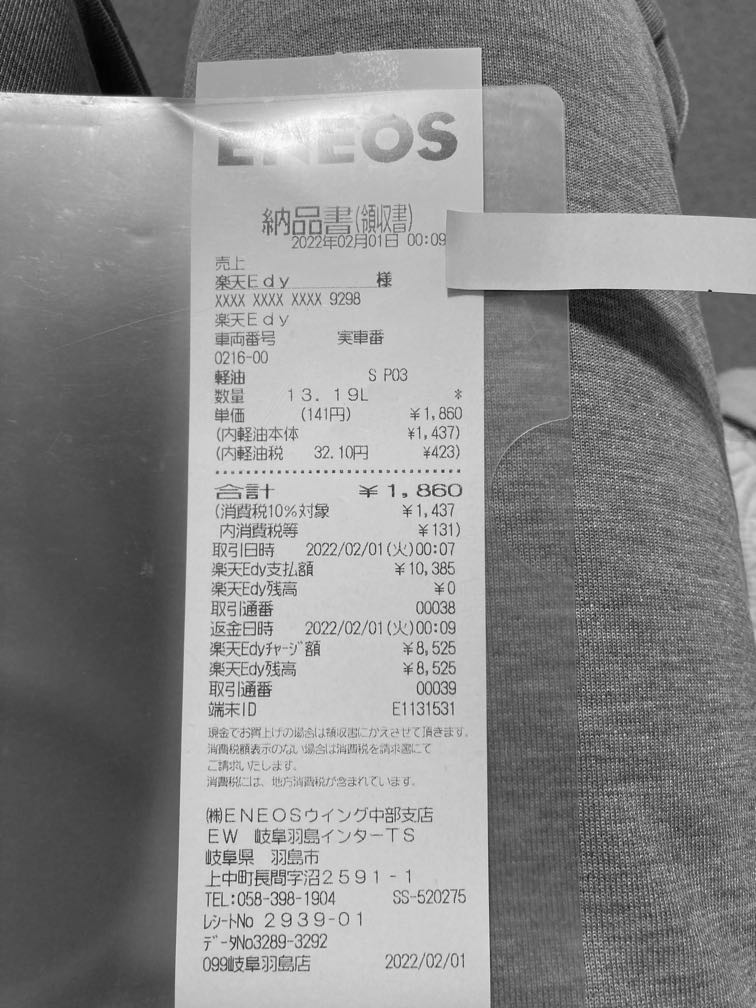 ENEOS
納品書(領収書)
2022年02月01日 00:09
売上
楽天Ｅｄｙ 様
XXXX XXXX XXXX 9298
楽天Ｅｄｙ
車両番号 実車番
0216-00
軽油 S P03
数量 １３．１９L *
単価 (141円) ￥1,860
(内軽油本体 ¥1,437)
(内軽油税 32.10円 ¥423)
合計 ￥１,８６０
(消費税10%対象 ￥1,437
内消費税等 ￥131)
取引日時 2022/02/01(火)00:07
楽天Edy支払額 ￥10,385
楽天Edy残高 ￥0
取引通番 00038
返金日時 2022/02/01(火)00:09
楽天Edyﾁｬｰｼﾞ額 ￥8,525
楽天Edy残高 ￥8,525
取引通番 00039
端末ID E1131531
現金でお買上げの場合は領収書にかえさせて頂きます。
消費税額表示のない場合は消費税を請求書にて
ご請求いたします。
消費税には、地方消費税が含まれています。
㈱ＥＮＥＯＳウイング中部支店
ＥＷ 岐阜羽島インターＴＳ
岐阜県 羽島市
上中町長間字沼２５９１－１
TEL:058-398-1904 SS-520275
ﾚｼｰﾄNo ２９３９-０１
ﾃﾞｰﾀNo3289-3292
099岐阜羽島店 2022/02/01